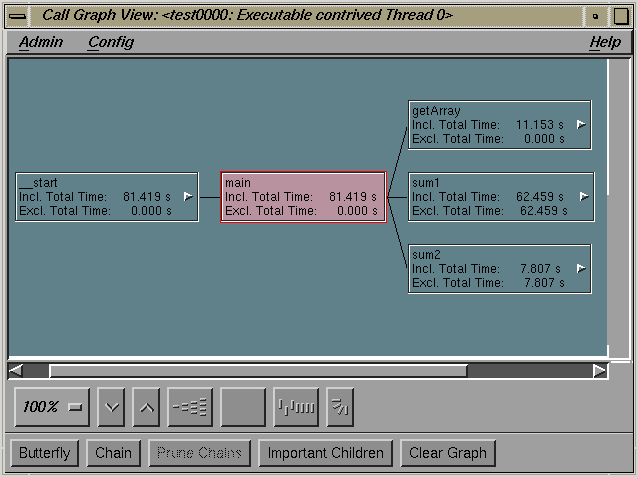 Call Graph View: <test0000: Executable contrived Thread 0>
Admin Config Help
getArray
Incl. Total Time: 11.153 s
Excl. Total Time: 0.000 s
__start
Incl. Total Time: 81.419 s
Excl. Total Time: 0.000 s
main
Incl. Total Time: 81.419 s
Excl. Total Time: 0.000 s
sum1
Incl. Total Time: 62.459 s
Excl. Total Time: 62.459 s
sum2
Incl. Total Time: 7.807 s
Excl. Total Time: 7.807 s
100%
Butterfly Chain Prune Chains Important Children Clear Graph